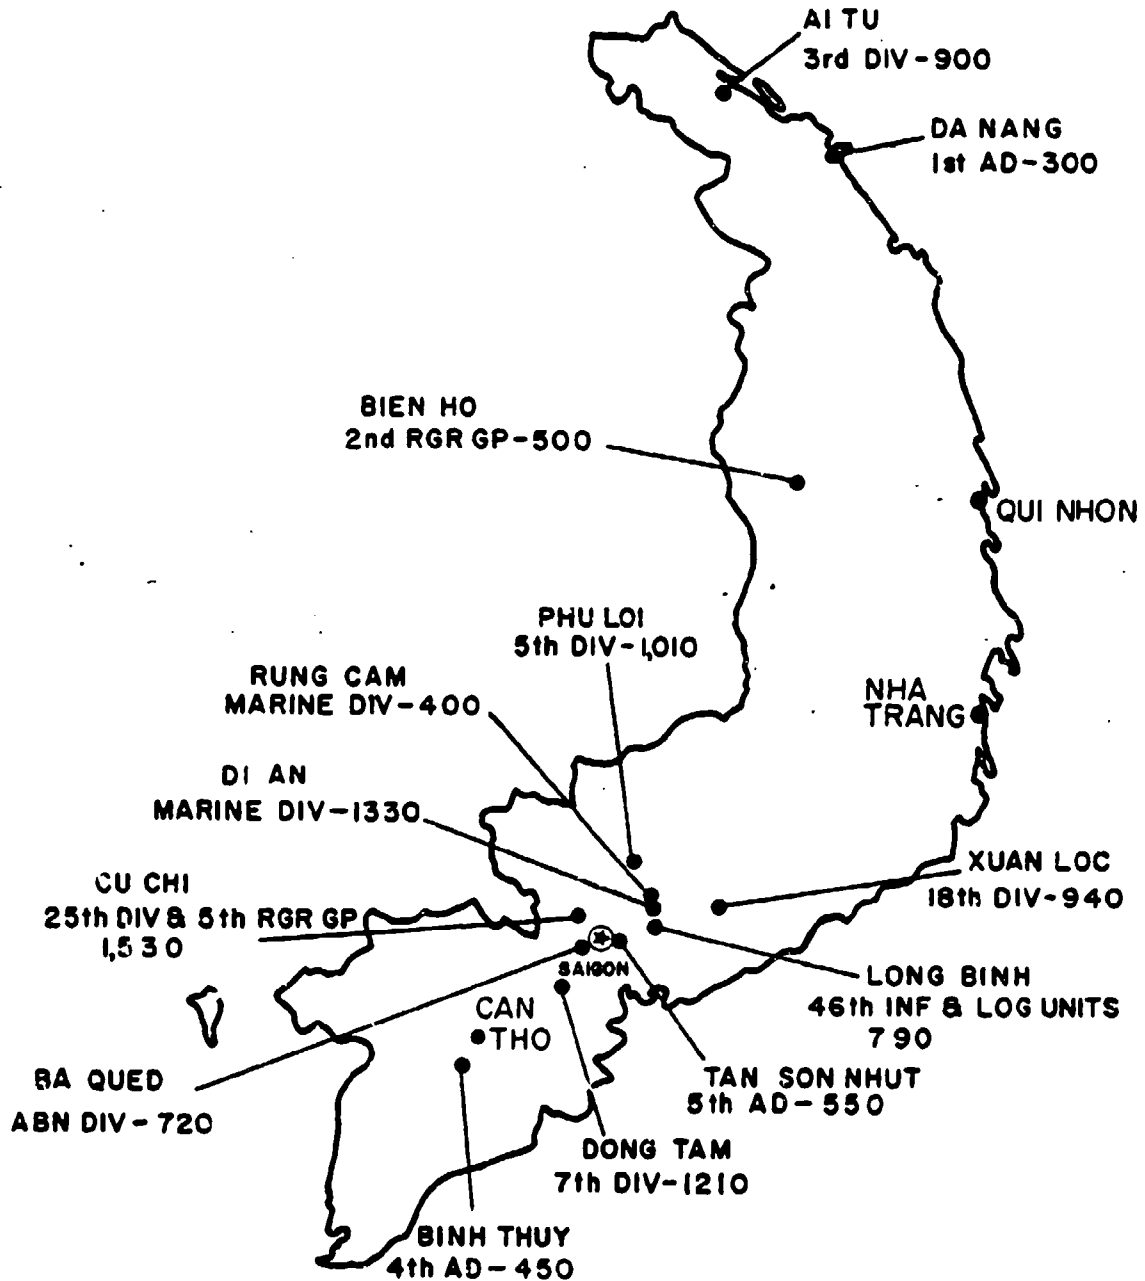 AI TU
3rd DIV-900
DA NANG
1st AD-300
BIEN HO
2nd RGR GP-500
QUI NHON
PHU LOI
5th DIV-1,010
RUNG CAM
MARINE DIV-400
NHA
TRANG
DI AN
MARINE DIV-1330
XUAN LOC
18th DIV-940
CU CHI
25th DIV & 5th RGR GP
1,530
SAIGON
LONG BINH
46th INF & LOG UNITS
790
CAN
THO
BA QUED
ABN DIV-720
TAN SON NHUT
5th AD-550
DONG TAM
7th DIV-1210
BINH THUY
4th AD-450